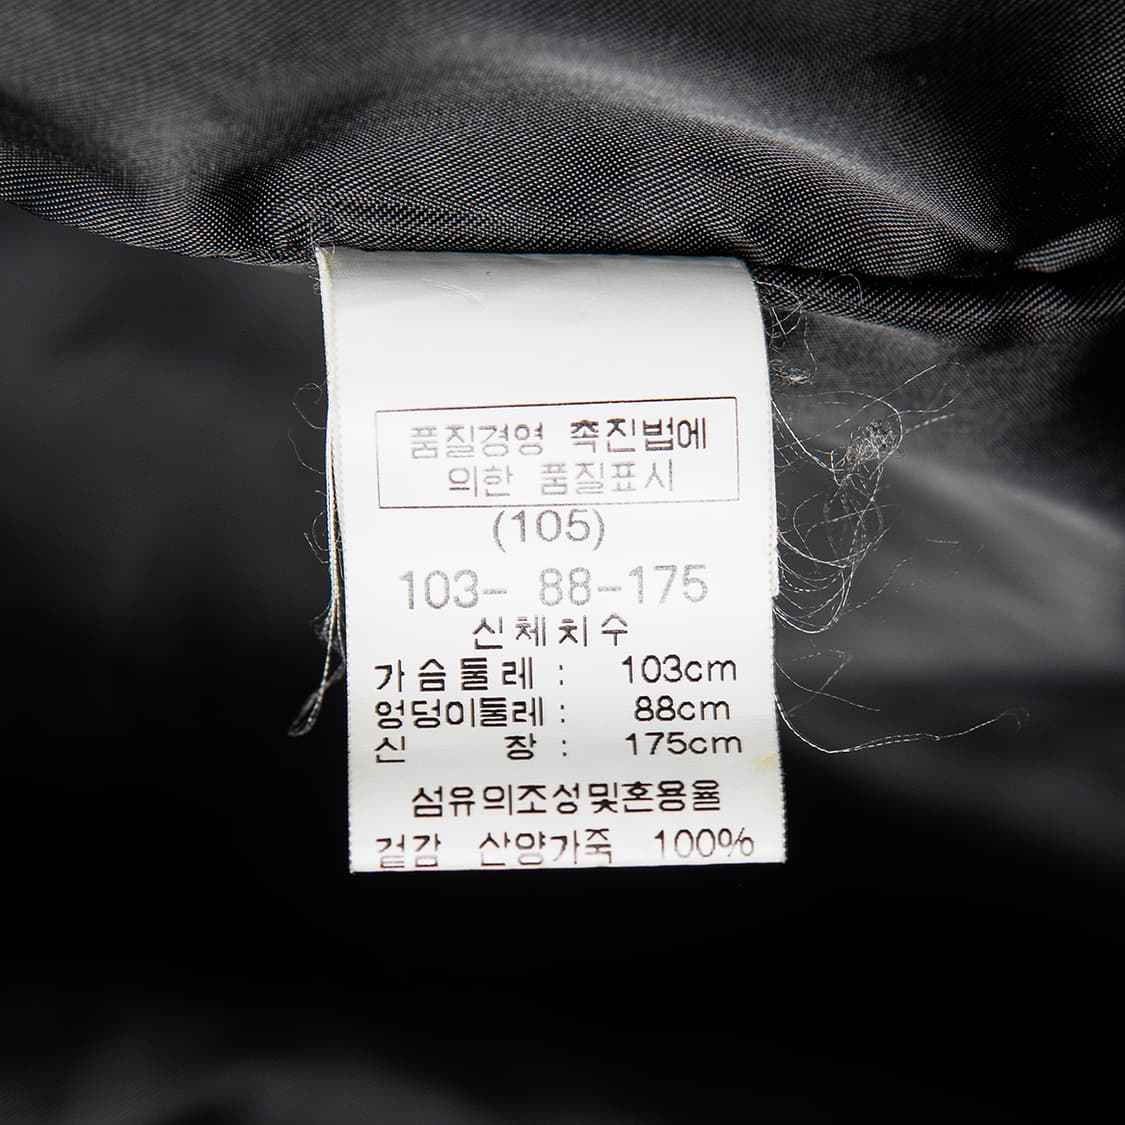 품질경영 촉진법에
의한 품질표시
(105)
103- 88-175
신체치수
가슴둘레 : 103cm
엉덩이둘레 : 88cm
신 장 : 175cm
섬유의조성및혼용율
겉감 산양가죽 100%